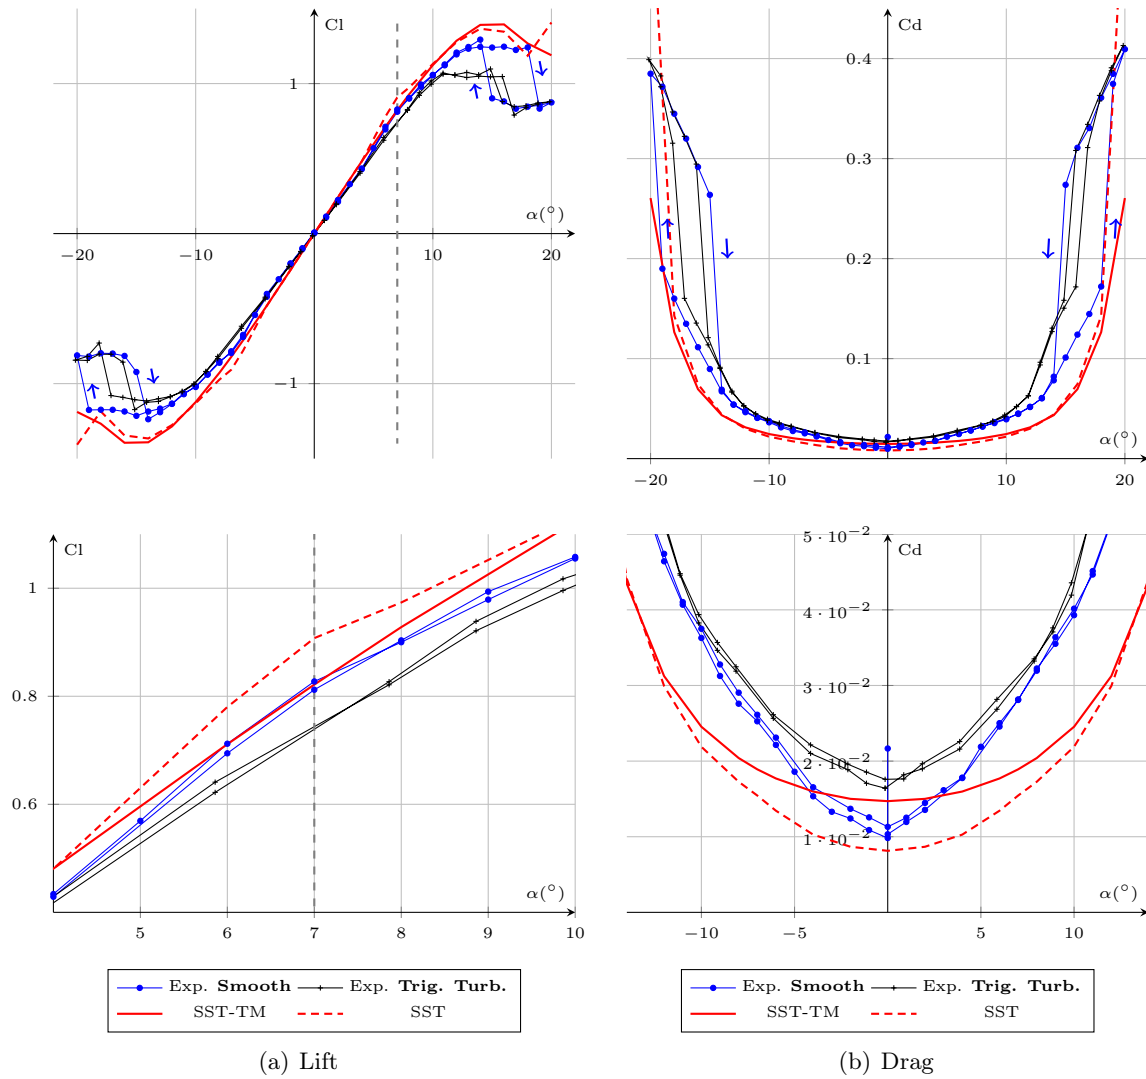 Cl
1
α(°)
−20
−10
10
20
−1
Cd
0.4
0.3
0.2
0.1
α(°)
−20
−10
10
20
Cl
1
0.8
0.6
α(°)
5
6
7
8
9
10
5 · 10⁻²
Cd
4 · 10⁻²
3 · 10⁻²
2 · 10⁻²
1 · 10⁻²
α(°)
−10
−5
5
10
Exp. Smooth Exp. Trig. Turb.
SST-TM SST
Exp. Smooth Exp. Trig. Turb.
SST-TM SST
(a) Lift
(b) Drag